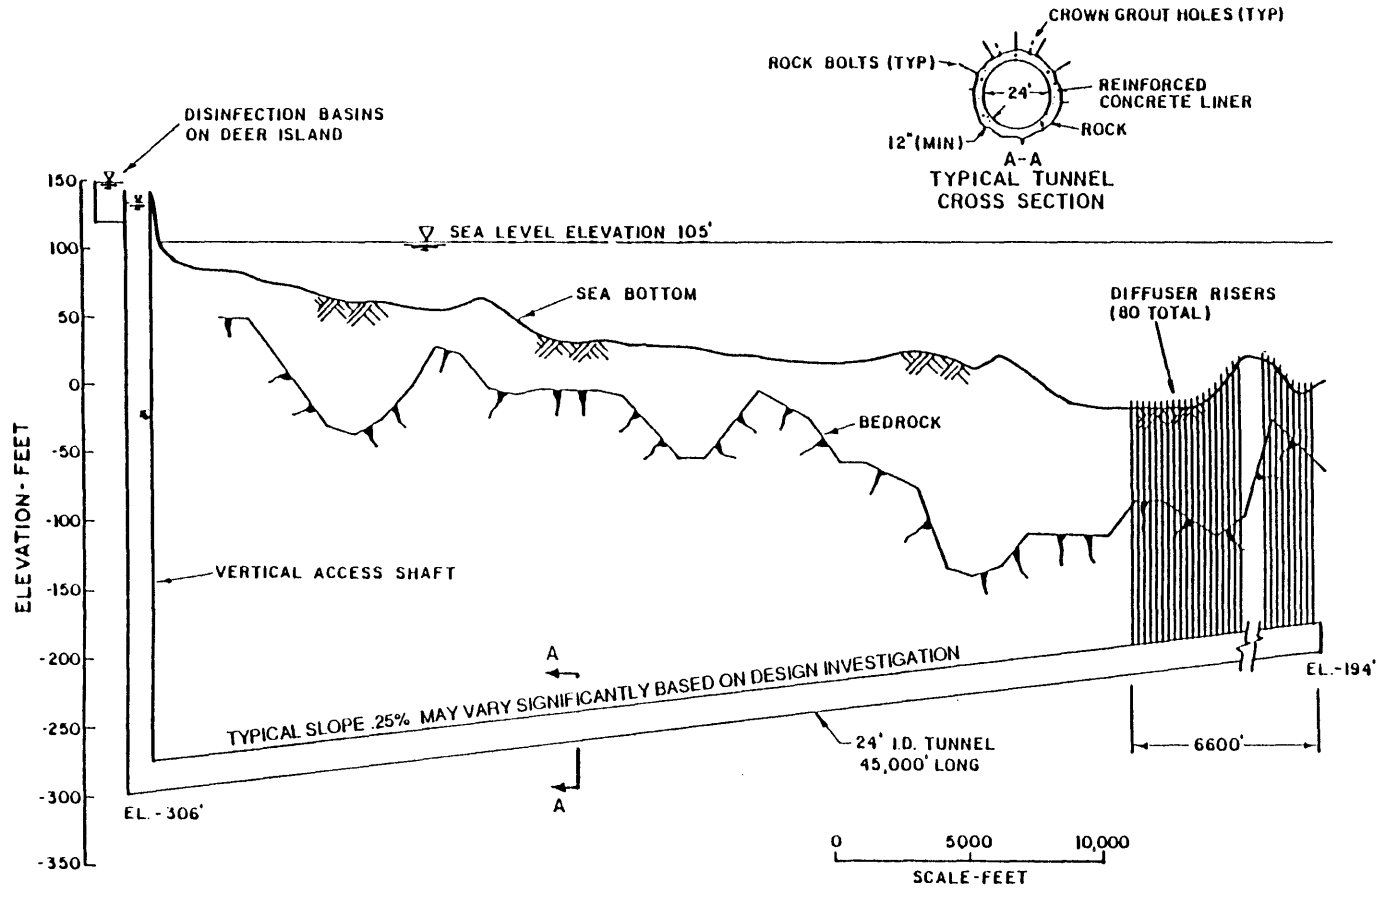 CROWN GROUT HOLES (TYP)
ROCK BOLTS (TYP)
24'
REINFORCED
CONCRETE LINER
ROCK
12" (MIN)
A-A
TYPICAL TUNNEL
CROSS SECTION
DISINFECTION BASINS
ON DEER ISLAND
SEA LEVEL ELEVATION 105'
SEA BOTTOM
DIFFUSER RISERS
(80 TOTAL)
BEDROCK
VERTICAL ACCESS SHAFT
ELEVATION-FEET
150
100
50
0
-50
-100
-150
-200
-250
-300
-350
A
TYPICAL SLOPE .25% MAY VARY SIGNIFICANTLY BASED ON DESIGN INVESTIGATION
A
EL.-194'
6600'
24' I.D. TUNNEL
45,000' LONG
EL.-306'
0 5000 10,000
SCALE-FEET